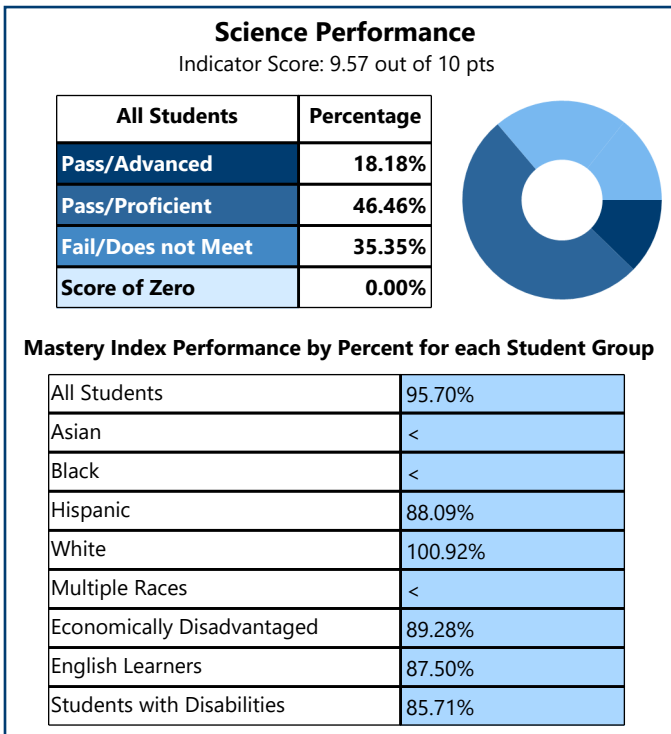 Science Performance
Indicator Score: 9.57 out of 10 pts
All Students Percentage
Pass/Advanced 18.18%
Pass/Proficient 46.46%
Fail/Does not Meet 35.35%
Score of Zero 0.00%
Mastery Index Performance by Percent for each Student Group
All Students 95.70%
Asian <
Black <
Hispanic 88.09%
White 100.92%
Multiple Races <
Economically Disadvantaged 89.28%
English Learners 87.50%
Students with Disabilities 85.71%